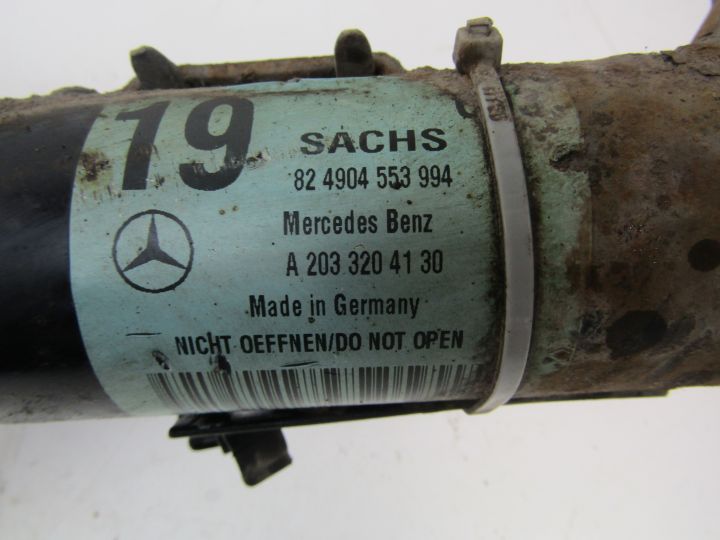 19
SACHS
82 4904 553 994
Mercedes Benz
A 203 320 41 30
Made in Germany
NICHT OEFFNEN/DO NOT OPEN